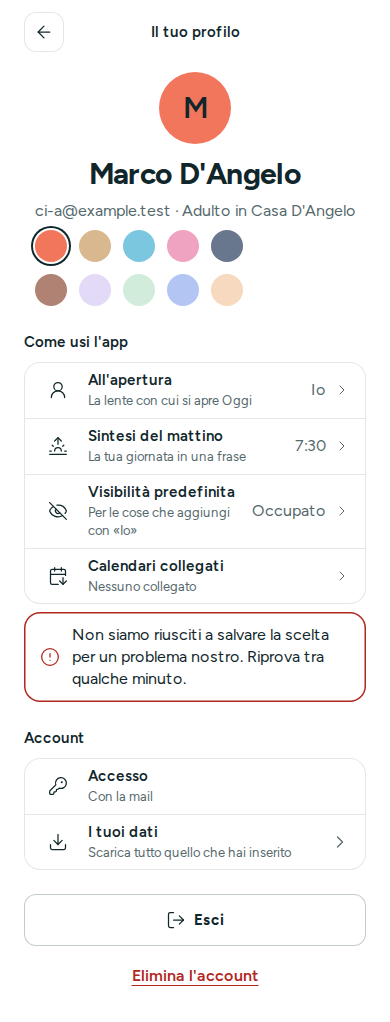 Il tuo profilo
M
Marco D'Angelo
ci-a@example.test · Adulto in Casa D'Angelo
Come usi l'app
All'apertura
La lente con cui si apre Oggi
Io
Sintesi del mattino
La tua giornata in una frase
7:30
Visibilità predefinita
Per le cose che aggiungi
con «Io»
Occupato
Calendari collegati
Nessuno collegato
Non siamo riusciti a salvare la scelta
per un problema nostro. Riprova tra
qualche minuto.
Account
Accesso
Con la mail
I tuoi dati
Scarica tutto quello che hai inserito
Esci
Elimina l'account